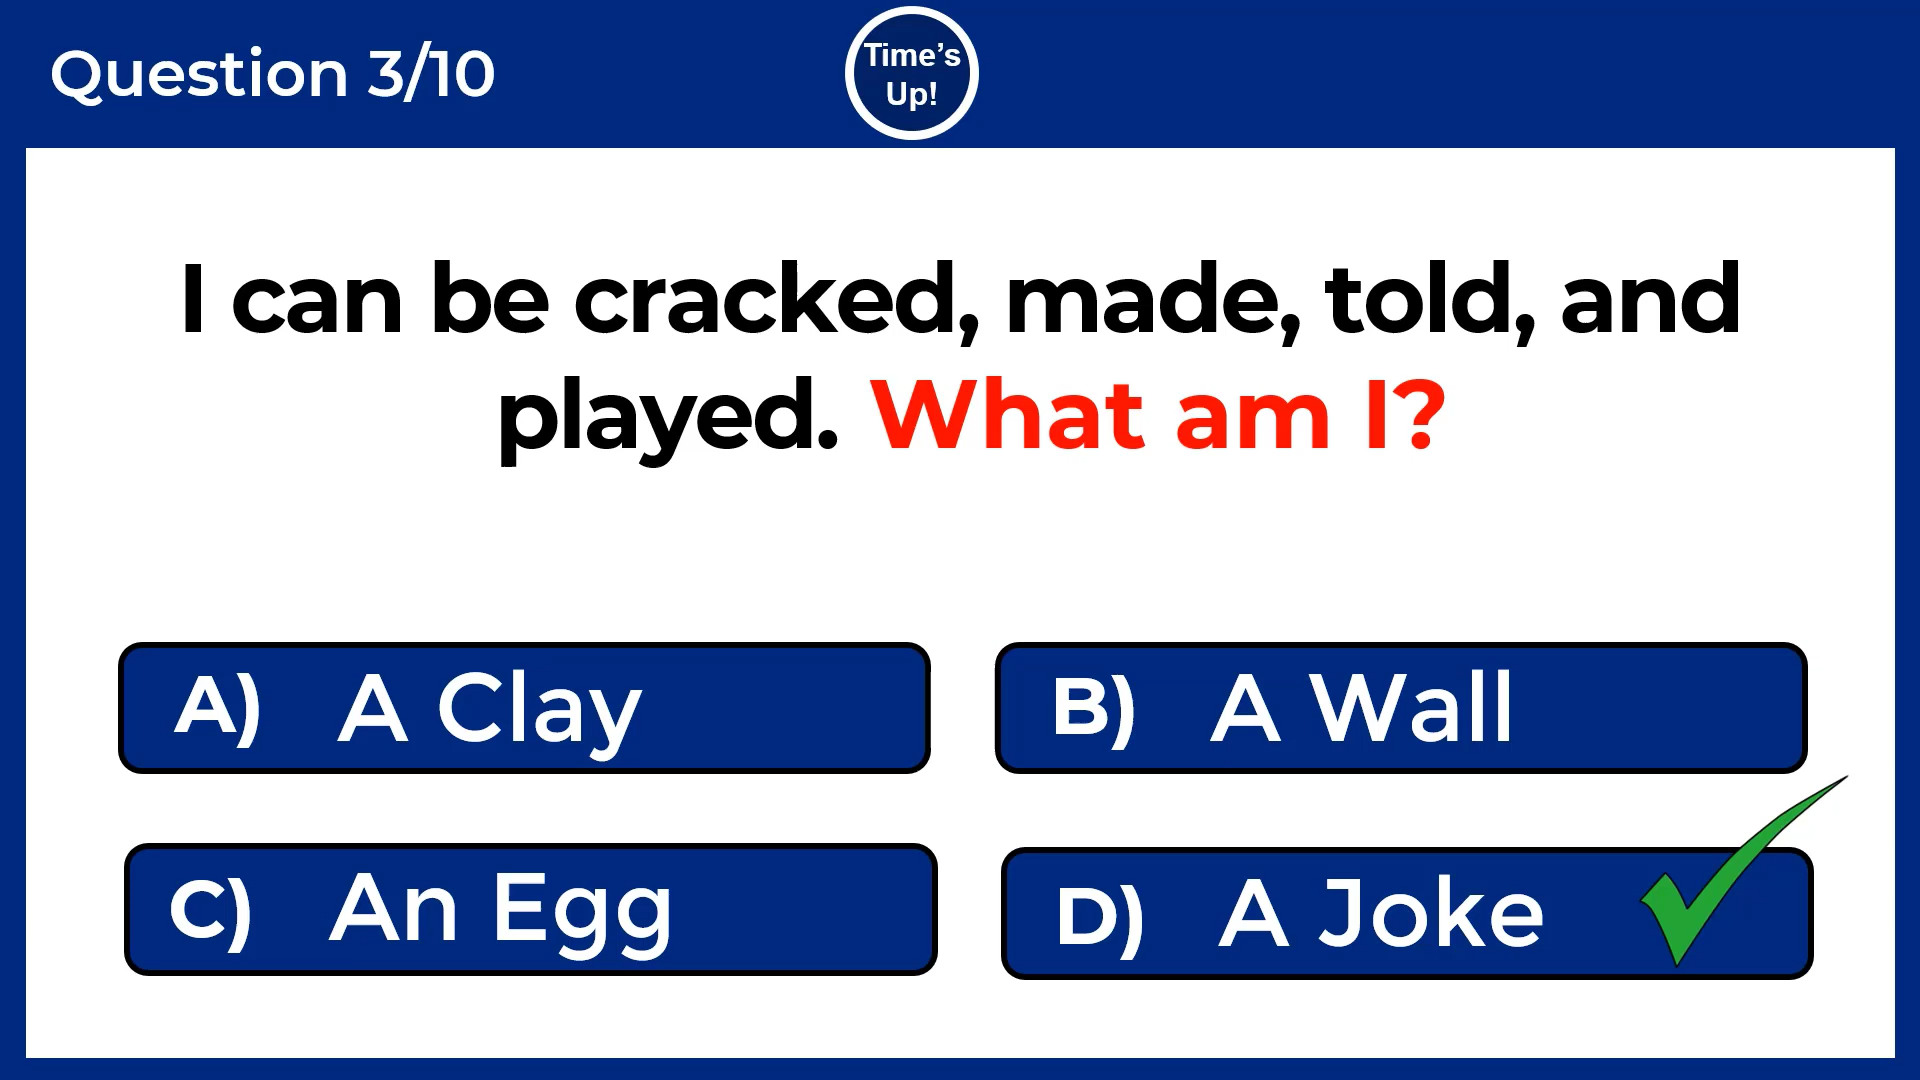 Question 3/10
Time's
Up!
I can be cracked, made, told, and
played. What am I?
A) A Clay
B) A Wall
C) An Egg
D) A Joke